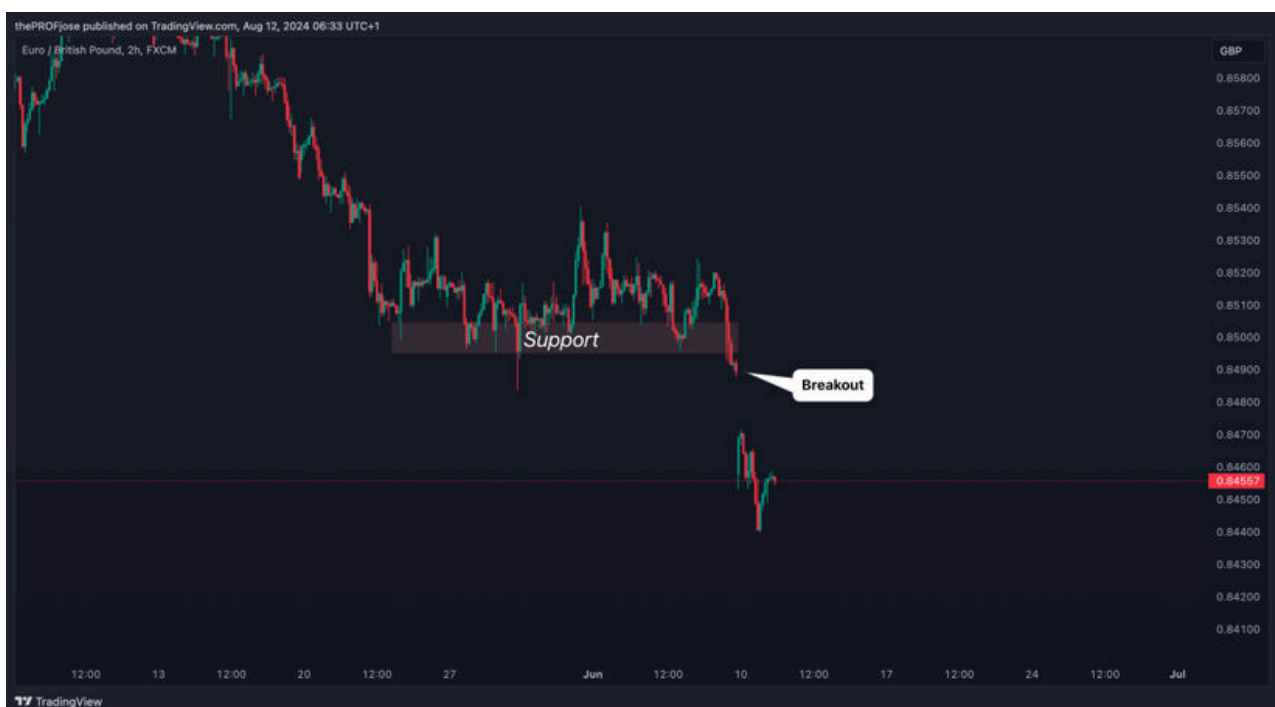 thePROFjose published on TradingView.com, Aug 12, 2024 06:33 UTC+1
Euro / British Pound, 2h, FXCM
GBP
0.85800
0.85700
0.85600
0.85500
0.85400
0.85300
0.85200
0.85100
0.85000
0.84900
0.84800
0.84700
0.84600
0.84557
0.84500
0.84400
0.84300
0.84200
0.84100
Support
Breakout
12:00 13 12:00 20 12:00 27 Jun 12:00 10 12:00 17 12:00 24 12:00 Jul
TradingView